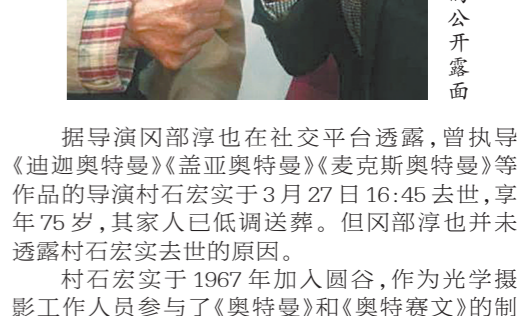 公开露面
据导演冈部淳也在社交平台透露,曾执导
《迪迦奥特曼》《盖亚奥特曼》《麦克斯奥特曼》等
作品的导演村石宏实于3月27日16:45去世,享
年75岁,其家人已低调送葬。但冈部淳也并未
透露村石宏实去世的原因。
村石宏实于1967年加入圆谷,作为光学摄
影工作人员参与了《奥特曼》和《奥特赛文》的制